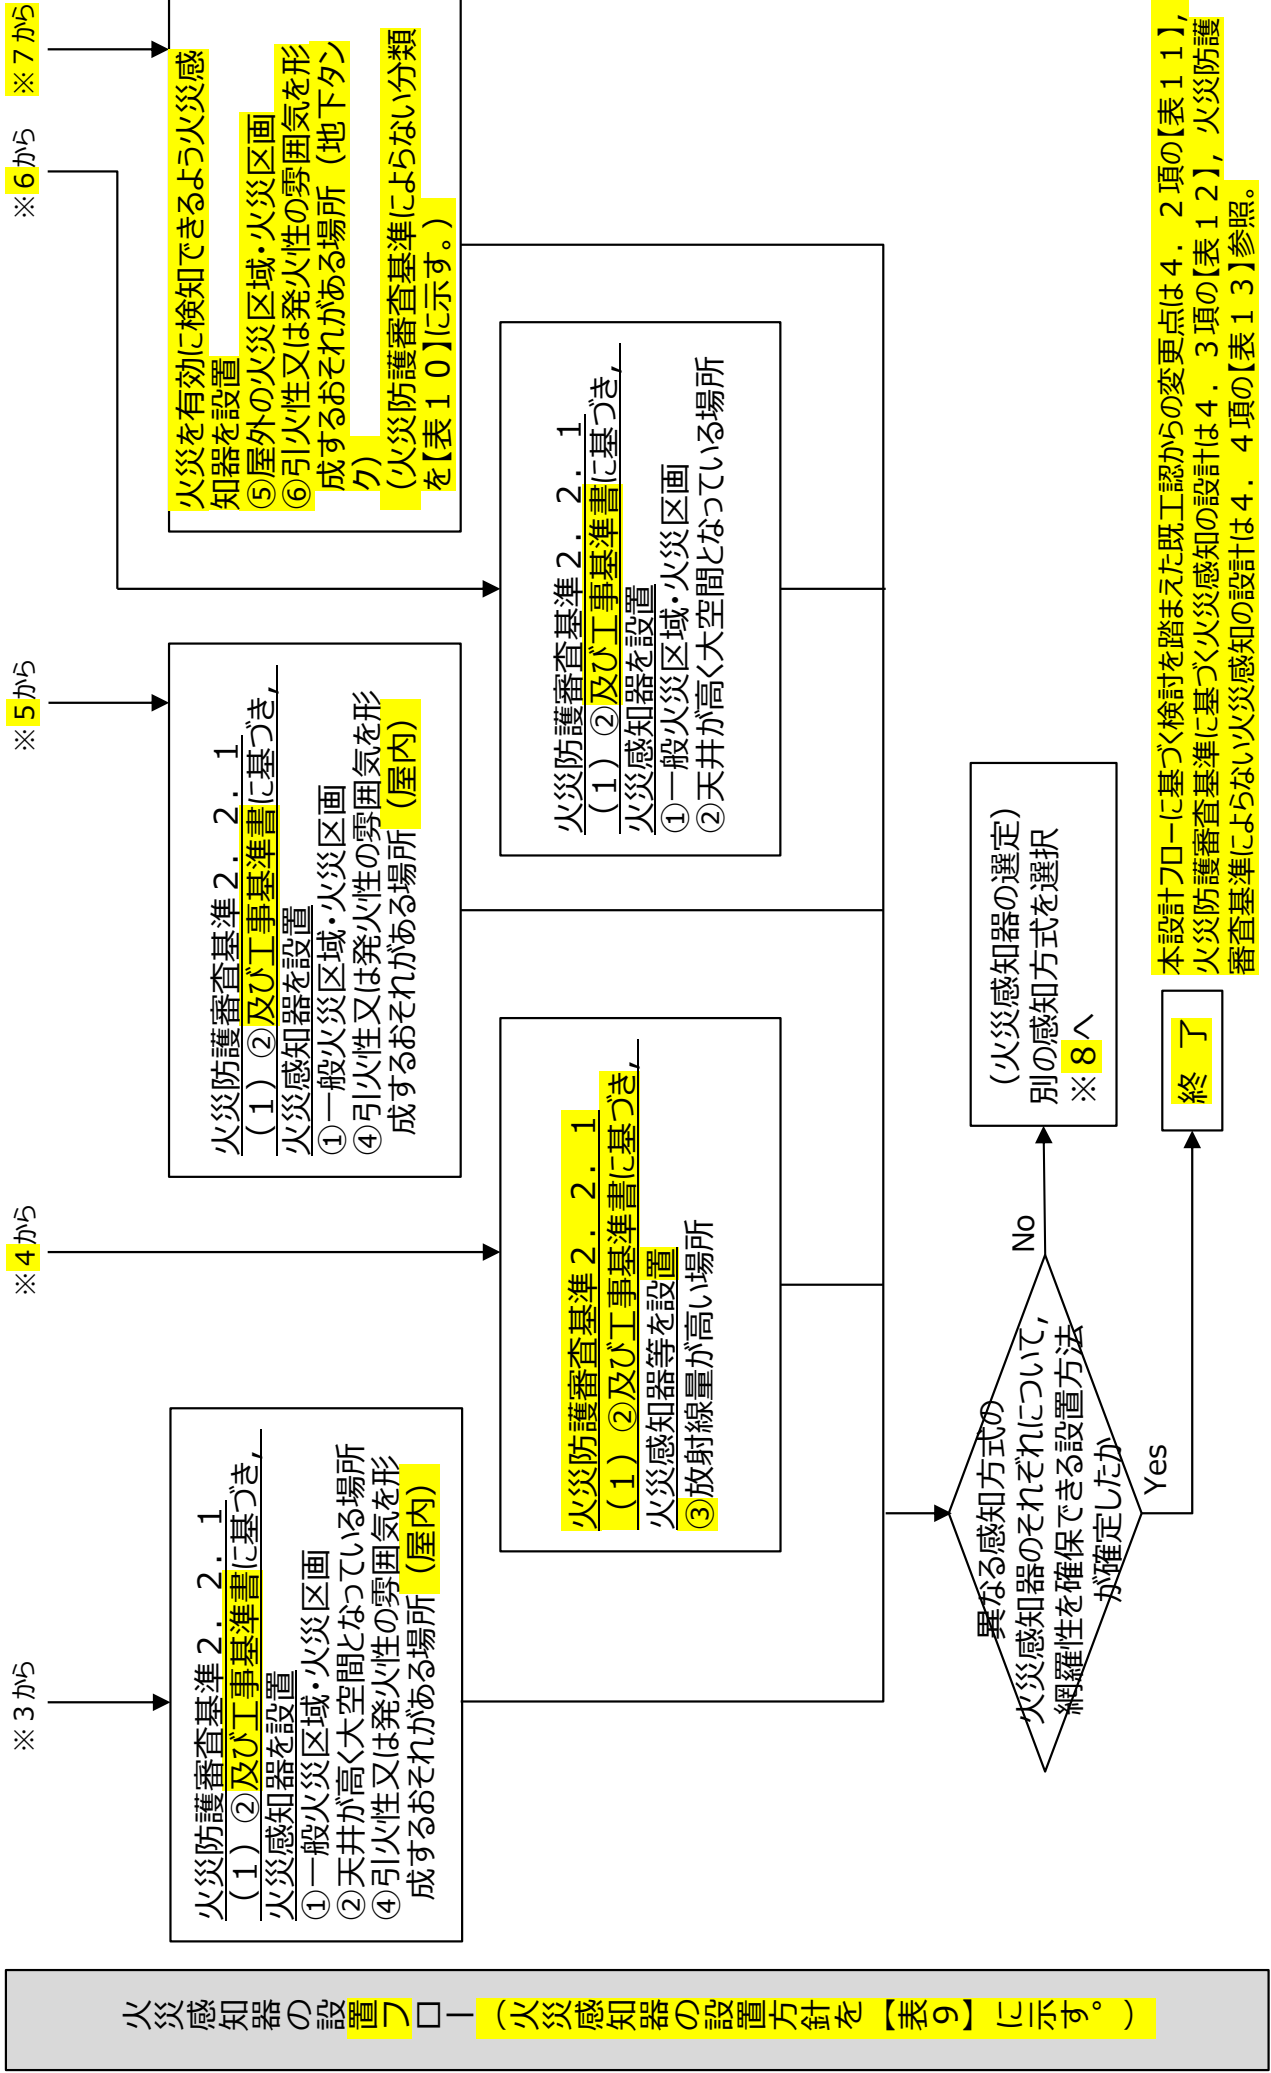 火災感知器の設置フロー（火災感知器の設置方針を【表９】に示す。）
※３から
火災防護審査基準２．２．１
（１）②及び工事基準書に基づき，
火災感知器を設置
①一般火災区域・火災区画
②天井が高く大空間となっている場所
④引火性又は発火性の雰囲気を形
成するおそれがある場所（屋内）
※４から
火災防護審査基準２．２．１
（１）②及び工事基準書に基づき，
火災感知器等を設置
③放射線量が高い場所
※５から
火災防護審査基準２．２．１
（１）②及び工事基準書に基づき，
火災感知器を設置
①一般火災区域・火災区画
④引火性又は発火性の雰囲気を形
成するおそれがある場所（屋内）
※６から
火災防護審査基準２．２．１
（１）②及び工事基準書に基づき，
火災感知器を設置
①一般火災区域・火災区画
②天井が高く大空間となっている場所
※７から
火災を有効に検知できるよう火災感
知器を設置
⑤屋外の火災区域・火災区画
⑥引火性又は発火性の雰囲気を形
成するおそれがある場所（地下タン
ク）
（火災防護審査基準によらない分類
を【表１０】に示す。）
異なる感知方式の
火災感知器のそれぞれについて，
網羅性を確保できる設置方法
が確定したか
No
Yes
（火災感知器の選定）
別の感知方式を選択
※８へ
終　了
本設計フローに基づく検討を踏まえた既工認からの変更点は４．２項の【表１１】，
火災防護審査基準に基づく火災感知の設計は４．３項の【表１２】，火災防護
審査基準によらない火災感知の設計は４．４項の【表１３】参照。